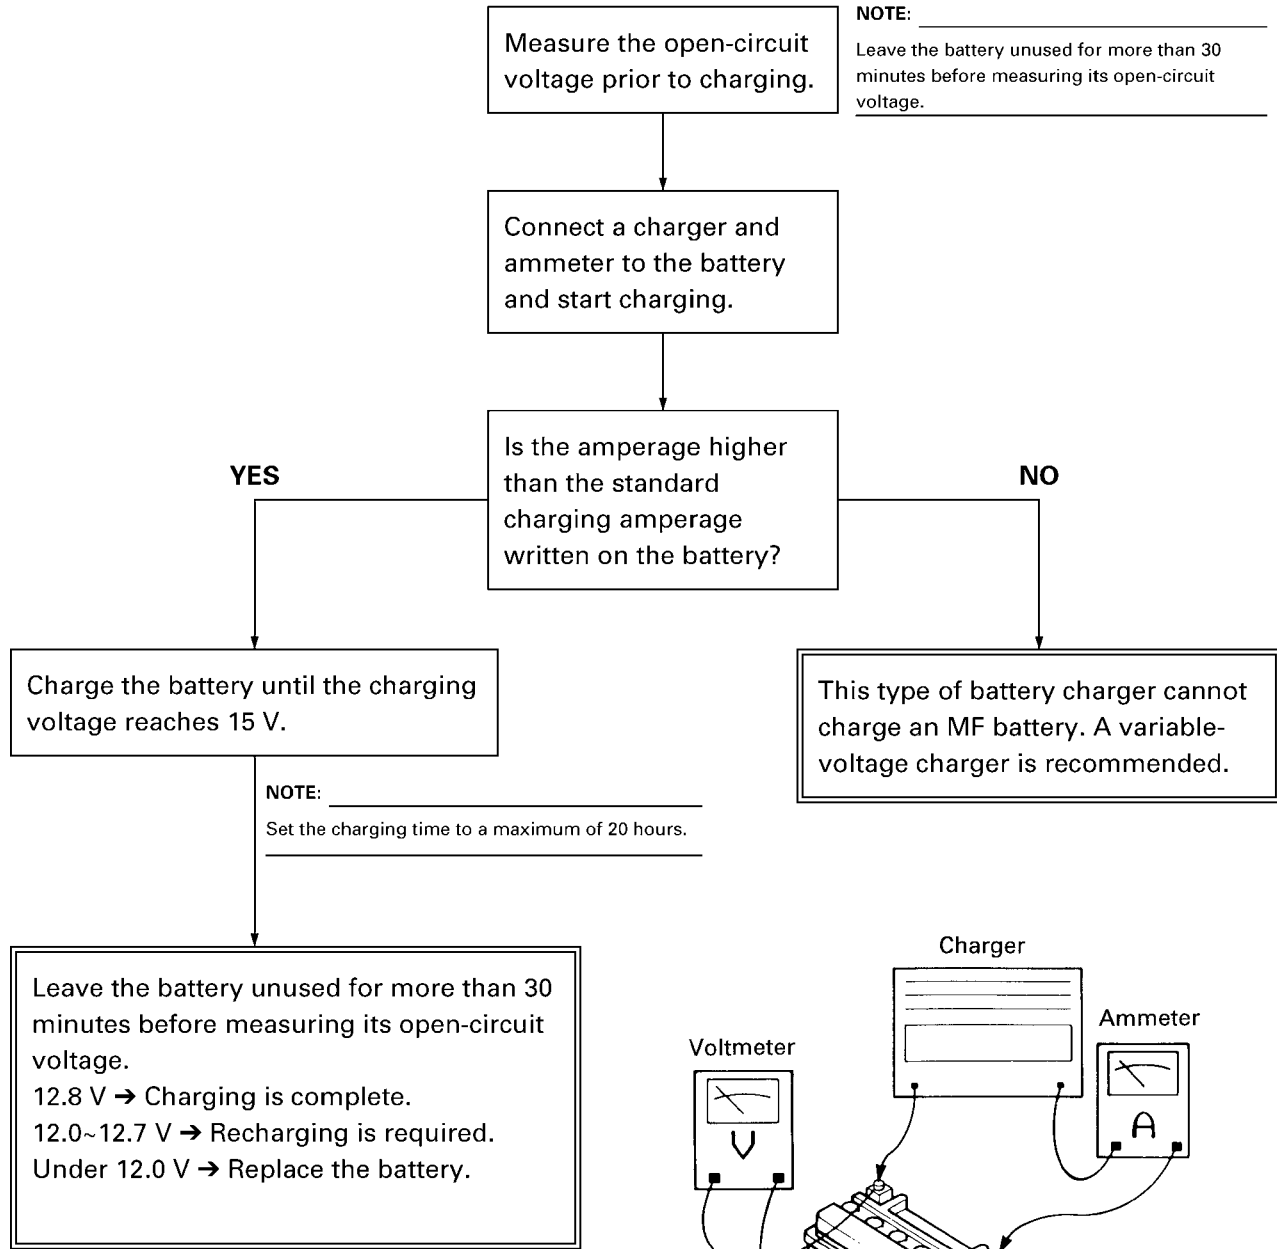 Measure the open-circuit
voltage prior to charging.
NOTE:
Leave the battery unused for more than 30
minutes before measuring its open-circuit
voltage.
Connect a charger and
ammeter to the battery
and start charging.
Is the amperage higher
than the standard
charging amperage
written on the battery?
YES
NO
Charge the battery until the charging
voltage reaches 15 V.
This type of battery charger cannot
charge an MF battery. A variable-
voltage charger is recommended.
NOTE:
Set the charging time to a maximum of 20 hours.
Leave the battery unused for more than 30
minutes before measuring its open-circuit
voltage.
12.8 V ➔ Charging is complete.
12.0~12.7 V ➔ Recharging is required.
Under 12.0 V ➔ Replace the battery.
Charger
Ammeter
Voltmeter
V
A